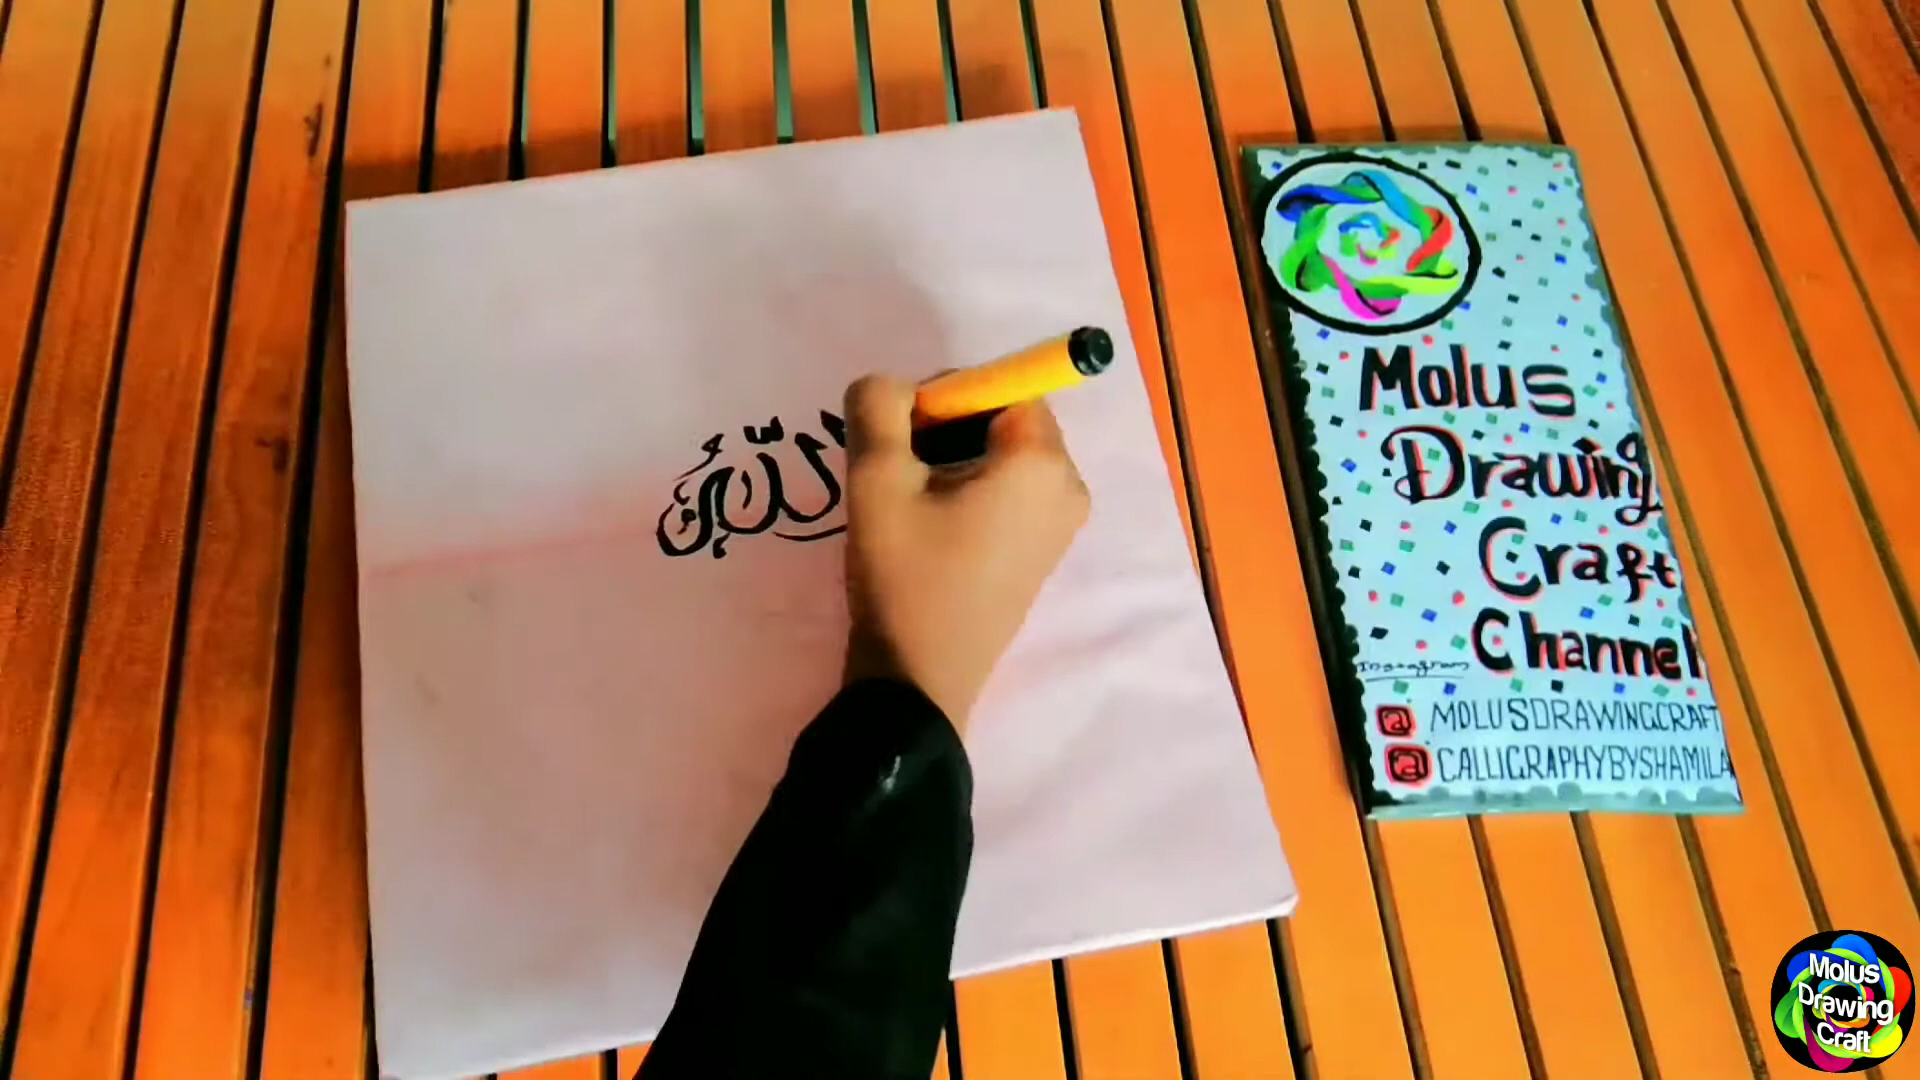 الله
Molus
Drawing
Craft
Channel
Instagram
@ MOLUSDRAWINGCRAFT
@ CALLIGRAPHYBYSHAMILA
Molus
Drawing
Craft